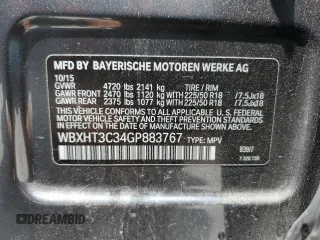 MFD BY BAYERISCHE MOTOREN WERKE AG
10/15
GVWR 4720 lbs 2141 kg TIRE / RIM
GAWR FRONT 2470 lbs 1120 kg 225/50 R18 /7.5Jx18
GAWR REAR 2375 lbs 1077 kg 225/50 R18 /7.5Jx18
THIS VEHICLE CONFORMS TO ALL APPLICABLE U. S. FEDERAL
MOTOR VEHICLE SAFETY, BUMPER, AND THEFT PREVENTION
STANDARDS IN EFFECT ON THE DATE OF MANUFACTURE
SHOWN ABOVE.
WBXHT3C34GP883767 TYPE: MPV
DREAMBID